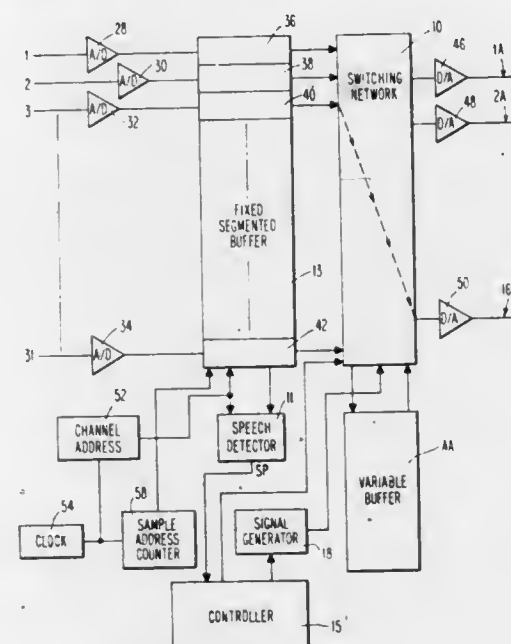 28
36
10
46
1
A/D
1A
D/A
30
38
2
A/D
SWITCHING
NETWORK
2A
3
A/D
40
D/A
48
32
FIXED
SEGMENTED
BUFFER
13
50
34
16
D/A
31
A/D
42
52
11
CHANNEL
ADDRESS
SPEECH
DETECTOR
AA
SP
VARIABLE
BUFFER
54
58
SIGNAL
GENERATOR
CLOCK
SAMPLE
ADDRESS
COUNTER
18
CONTROLLER
15